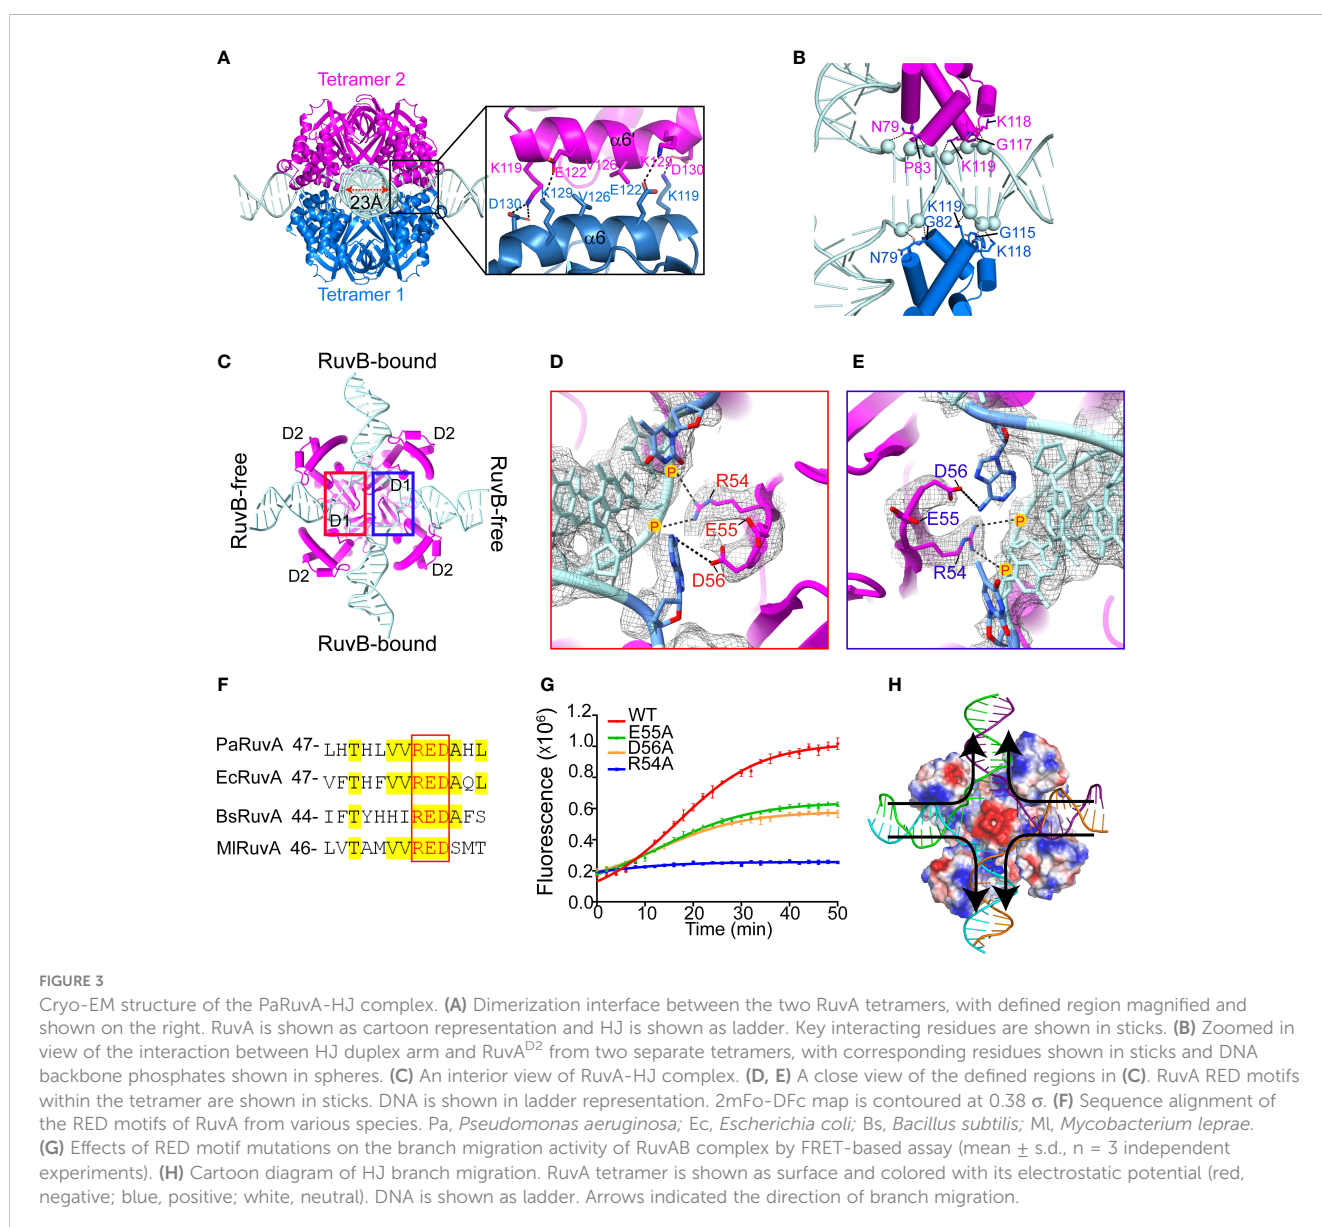 A
Tetramer 2
23Å
Tetramer 1
α6'
K119
E122
V126
K129
D130
D130
K129
V126
E122
K119
α6
B
N79
P83
K118
G117
K119
K119
G82
G115
N79
K118
C
RuvB-bound
D2
D2
RuvB-free
D1
D1
RuvB-free
D2
D2
RuvB-bound
D
P
R54
P
E55
D56
E
D56
E55
P
R54
P
F
PaRuvA 47- LHTHLVVREDAHL
EcRuvA 47- VFTHFVVREDAQL
BsRuvA 44- IFTYHHIREDAFS
MlRuvA 46- LVTAMVVREDSMT
G
Fluorescence (x10⁶)
1.2
1.0
0.8
0.6
0.4
0.2
0.0
WT
E55A
D56A
R54A
0 10 20 30 40 50
Time (min)
H
FIGURE 3
Cryo-EM structure of the PaRuvA-HJ complex. (A) Dimerization interface between the two RuvA tetramers, with defined region magnified and
shown on the right. RuvA is shown as cartoon representation and HJ is shown as ladder. Key interacting residues are shown in sticks. (B) Zoomed in
view of the interaction between HJ duplex arm and RuvAᴰ² from two separate tetramers, with corresponding residues shown in sticks and DNA
backbone phosphates shown in spheres. (C) An interior view of RuvA-HJ complex. (D, E) A close view of the defined regions in (C). RuvA RED motifs
within the tetramer are shown in sticks. DNA is shown in ladder representation. 2mFo-DFc map is contoured at 0.38 σ. (F) Sequence alignment of
the RED motifs of RuvA from various species. Pa, Pseudomonas aeruginosa; Ec, Escherichia coli; Bs, Bacillus subtilis; Ml, Mycobacterium leprae.
(G) Effects of RED motif mutations on the branch migration activity of RuvAB complex by FRET-based assay (mean ± s.d., n = 3 independent
experiments). (H) Cartoon diagram of HJ branch migration. RuvA tetramer is shown as surface and colored with its electrostatic potential (red,
negative; blue, positive; white, neutral). DNA is shown as ladder. Arrows indicated the direction of branch migration.